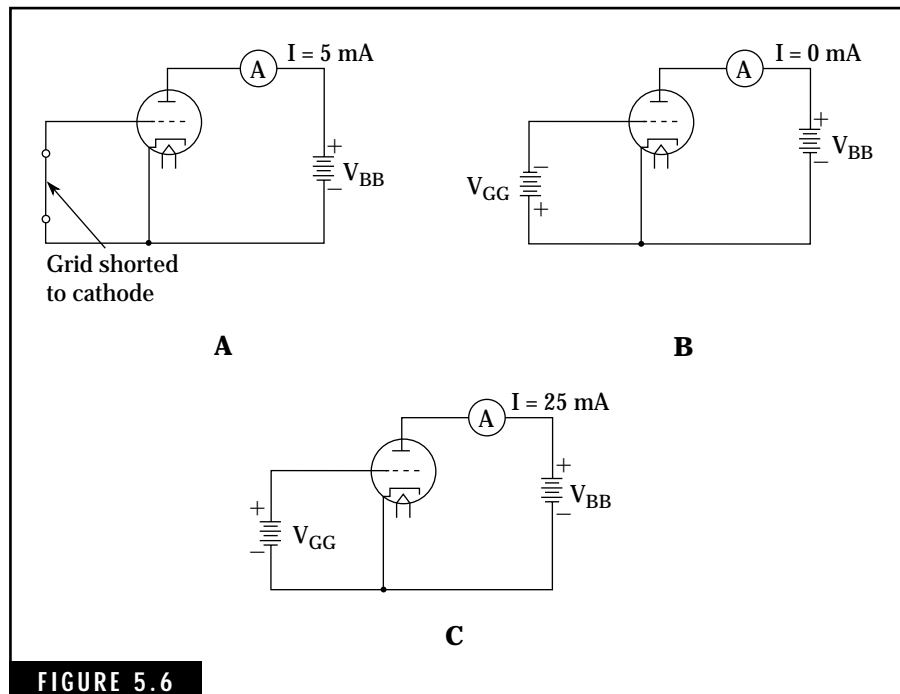 I = 5 mA
A
+
V_BB
−
Grid shorted
to cathode
A
I = 0 mA
A
−
V_GG
+
+
V_BB
−
B
I = 25 mA
A
+
V_GG
−
+
V_BB
−
C
FIGURE 5.6